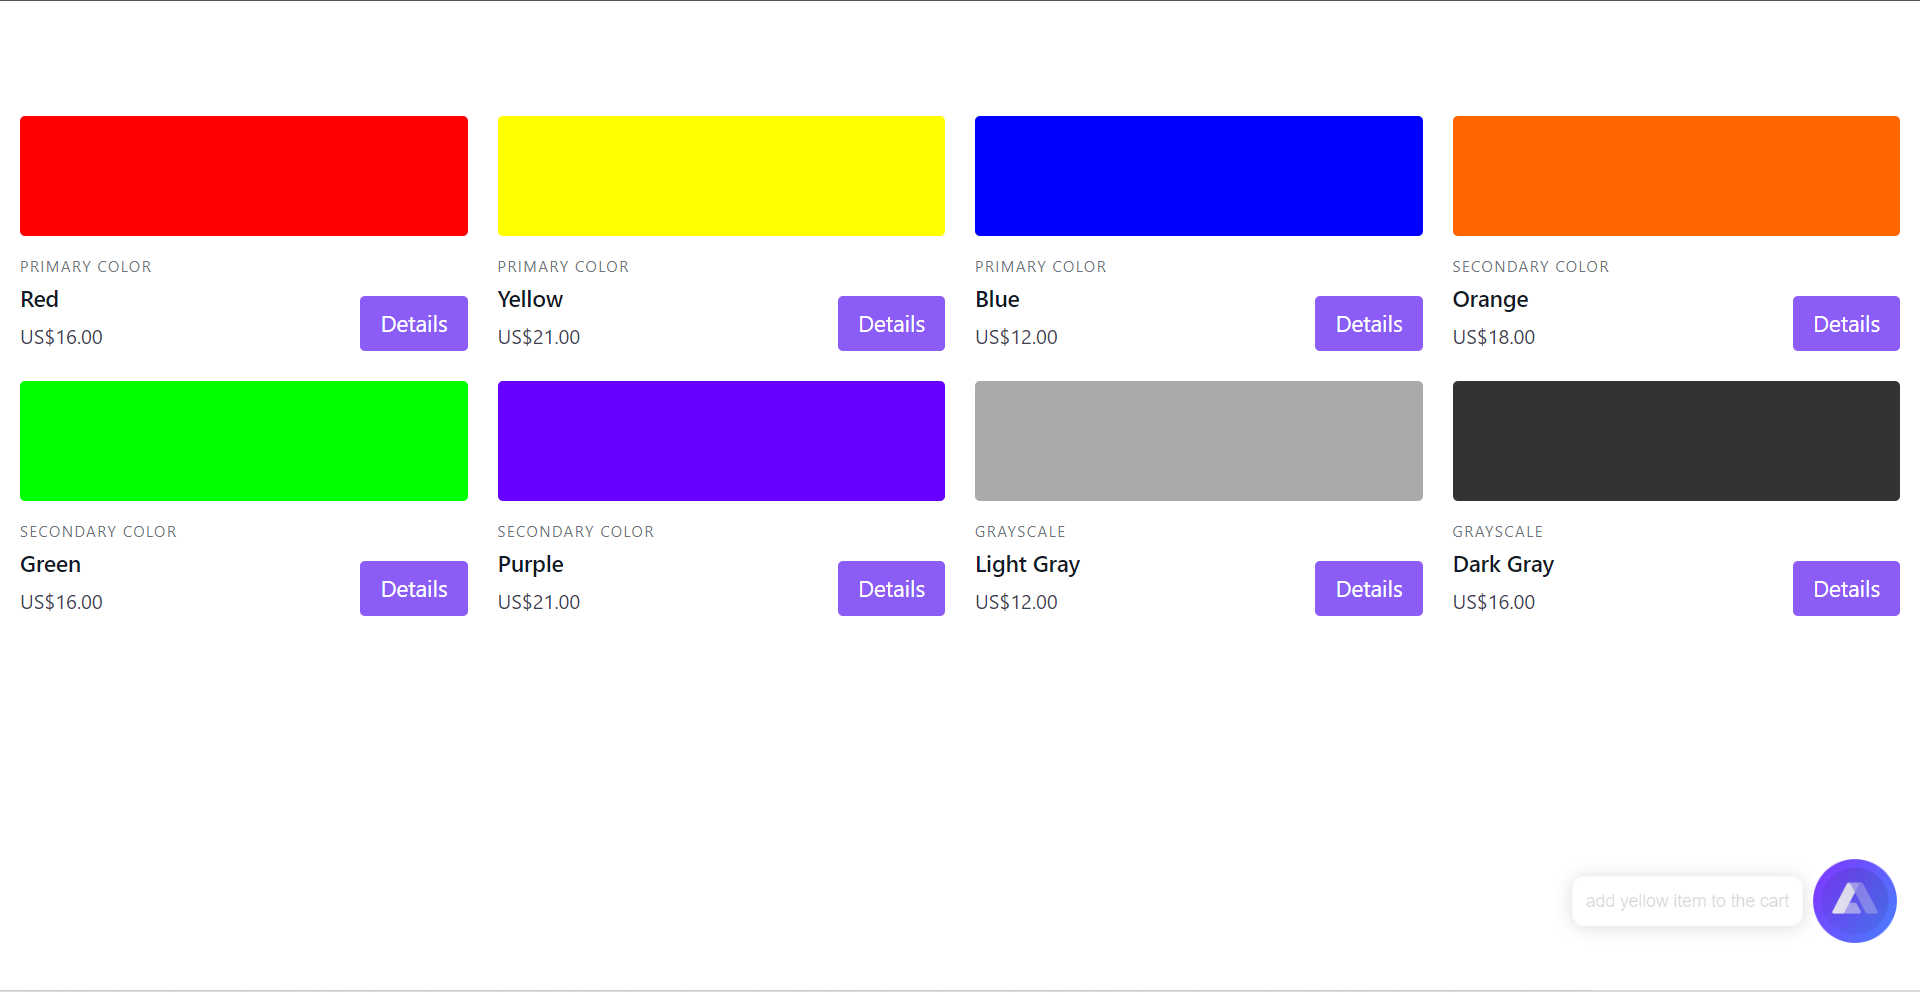 PRIMARY COLOR
Red
US$16.00
Details
PRIMARY COLOR
Yellow
US$21.00
Details
PRIMARY COLOR
Blue
US$12.00
Details
SECONDARY COLOR
Orange
US$18.00
Details
SECONDARY COLOR
Green
US$16.00
Details
SECONDARY COLOR
Purple
US$21.00
Details
GRAYSCALE
Light Gray
US$12.00
Details
GRAYSCALE
Dark Gray
US$16.00
Details
add yellow item to the cart